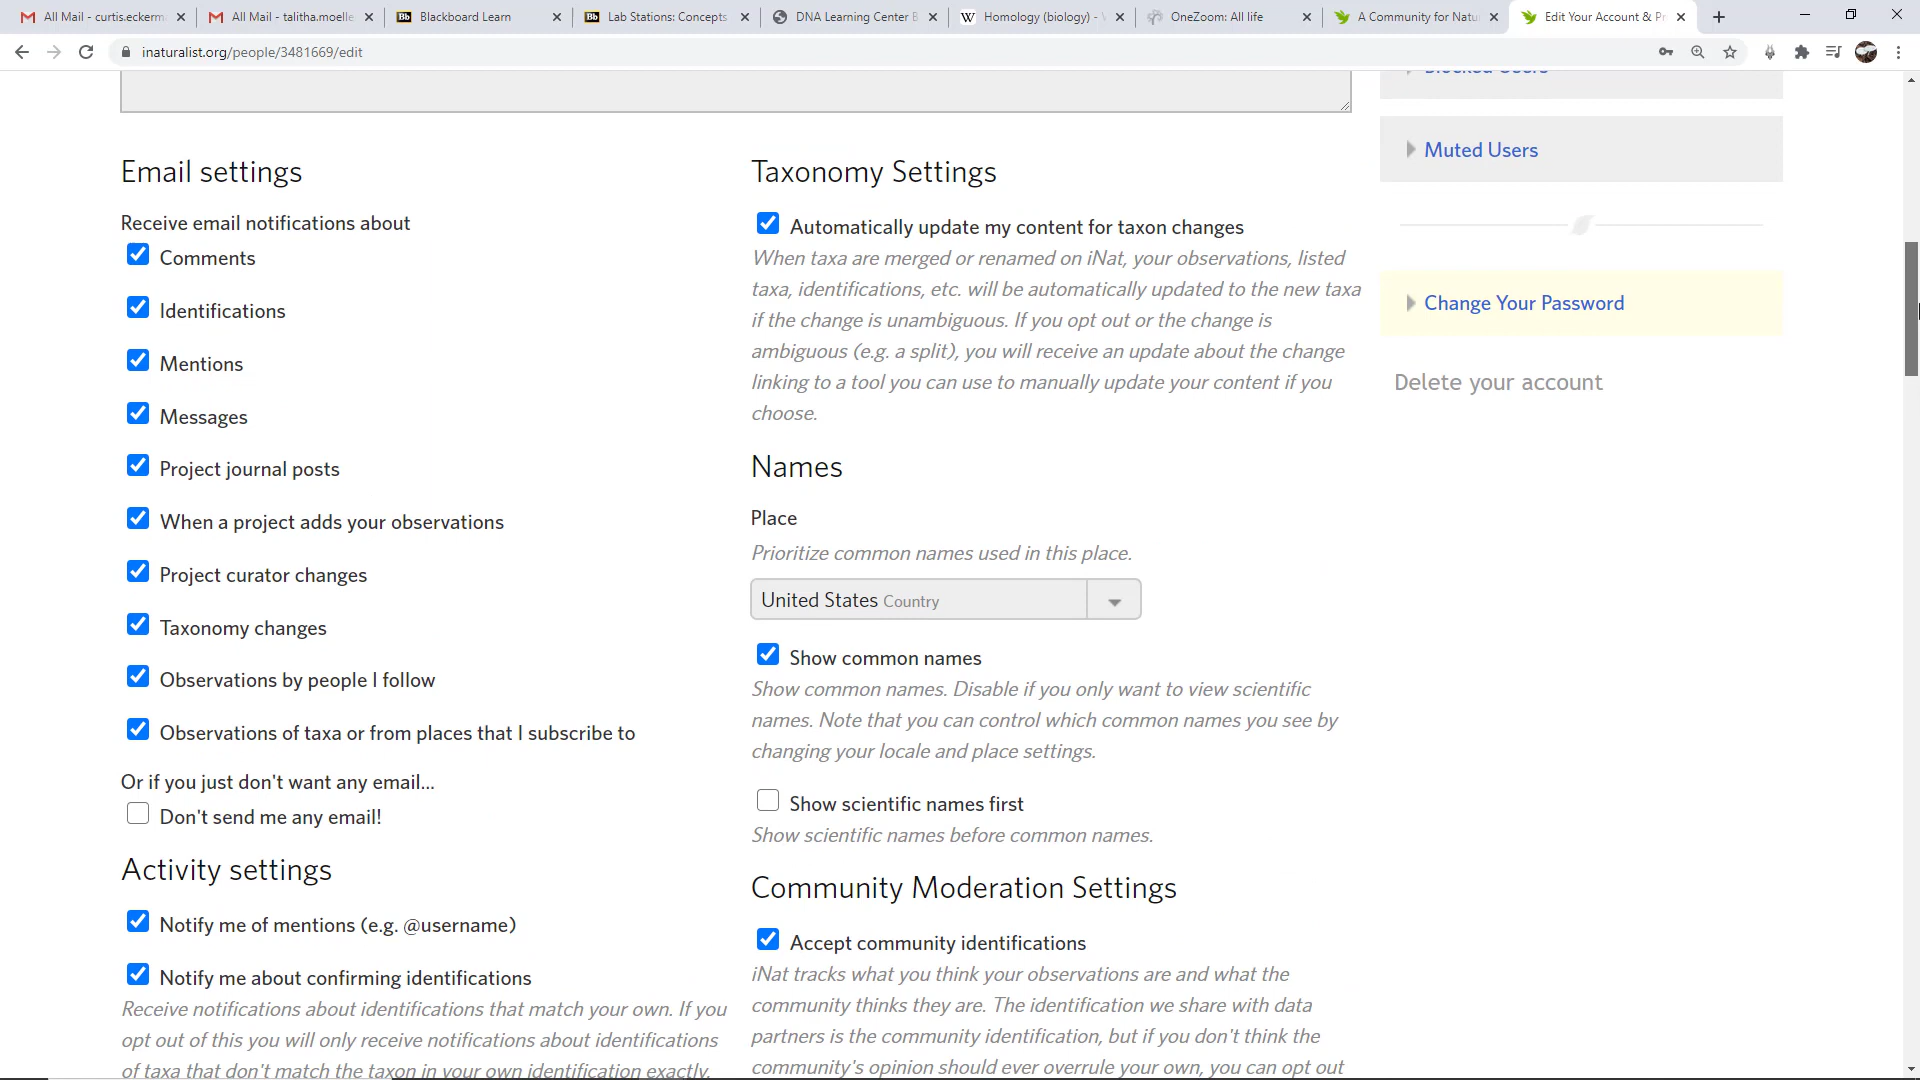 All Mail - curtis.eckerm
All Mail - talitha.moelle
Blackboard Learn
Lab Stations: Concepts
DNA Learning Center B
Homology (biology) -
OneZoom: All life
A Community for Natu
Edit Your Account & Pr
inaturalist.org/people/3481669/edit
Blocked Users
Muted Users
Change Your Password
Delete your account
Email settings
Receive email notifications about
Comments
Identifications
Mentions
Messages
Project journal posts
When a project adds your observations
Project curator changes
Taxonomy changes
Observations by people I follow
Observations of taxa or from places that I subscribe to
Or if you just don't want any email...
Don't send me any email!
Activity settings
Notify me of mentions (e.g. @username)
Notify me about confirming identifications
Receive notifications about identifications that match your own. If you
opt out of this you will only receive notifications about identifications
of taxa that don't match the taxon in your own identification exactly.
Taxonomy Settings
Automatically update my content for taxon changes
When taxa are merged or renamed on iNat, your observations, listed
taxa, identifications, etc. will be automatically updated to the new taxa
if the change is unambiguous. If you opt out or the change is
ambiguous (e.g. a split), you will receive an update about the change
linking to a tool you can use to manually update your content if you
choose.
Names
Place
Prioritize common names used in this place.
United States Country
Show common names
Show common names. Disable if you only want to view scientific
names. Note that you can control which common names you see by
changing your locale and place settings.
Show scientific names first
Show scientific names before common names.
Community Moderation Settings
Accept community identifications
iNat tracks what you think your observations are and what the
community thinks they are. The identification we share with data
partners is the community identification, but if you don't think the
community's opinion should ever overrule your own, you can opt out